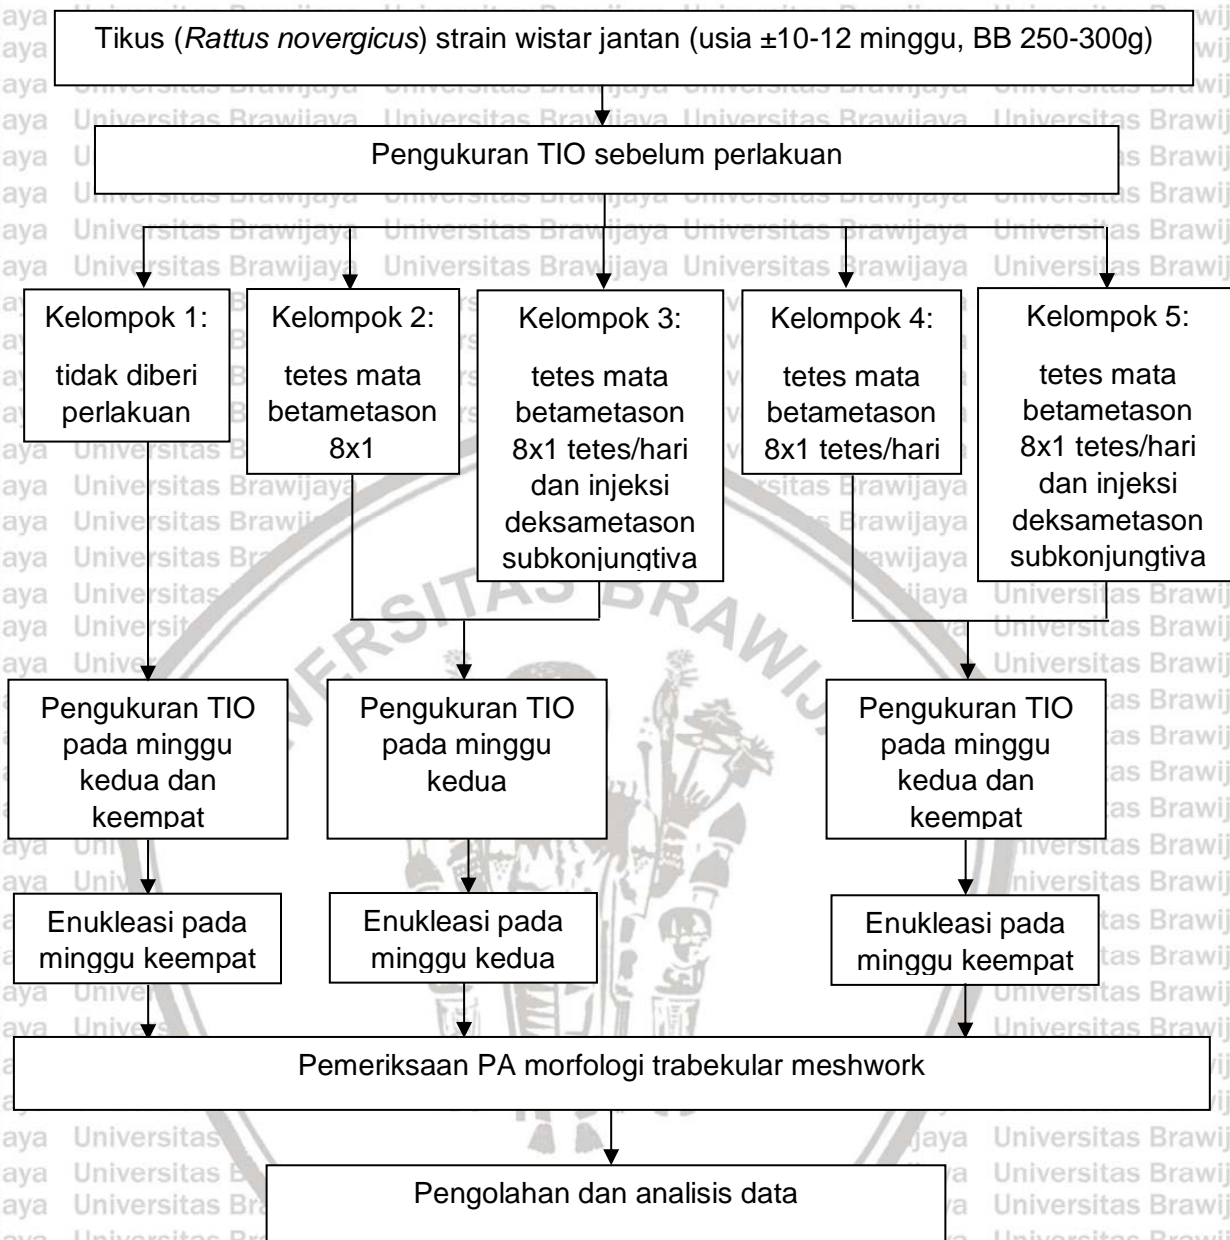 Tikus (Rattus novergicus) strain wistar jantan (usia ±10-12 minggu, BB 250-300g)
Pengukuran TIO sebelum perlakuan
Kelompok 1:
tidak diberi
perlakuan
Kelompok 2:
tetes mata
betametason
8x1
Kelompok 3:
tetes mata
betametason
8x1 tetes/hari
dan injeksi
deksametason
subkonjungtiva
Kelompok 4:
tetes mata
betametason
8x1 tetes/hari
Kelompok 5:
tetes mata
betametason
8x1 tetes/hari
dan injeksi
deksametason
subkonjungtiva
Pengukuran TIO
pada minggu
kedua dan
keempat
Pengukuran TIO
pada minggu
kedua
Pengukuran TIO
pada minggu
kedua dan
keempat
Enukleasi pada
minggu keempat
Enukleasi pada
minggu kedua
Enukleasi pada
minggu keempat
Pemeriksaan PA morfologi trabekular meshwork
Pengolahan dan analisis data